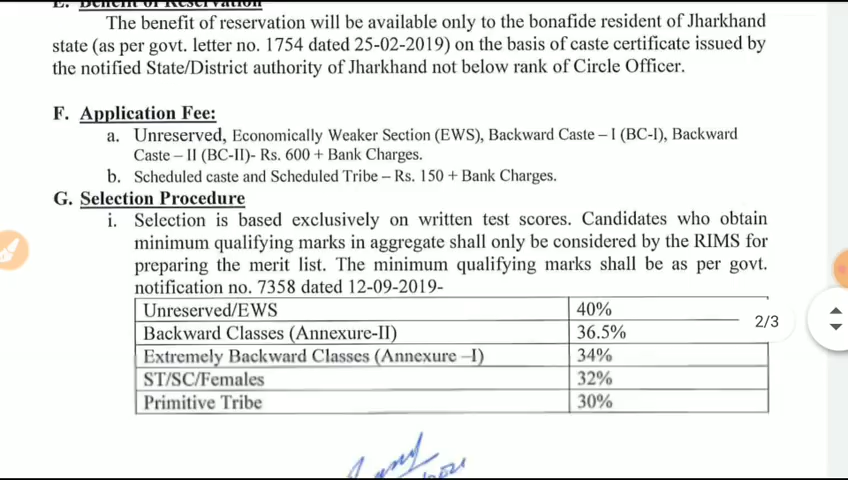 E. Benefit of Reservation
The benefit of reservation will be available only to the bonafide resident of Jharkhand
state (as per govt. letter no. 1754 dated 25-02-2019) on the basis of caste certificate issued by
the notified State/District authority of Jharkhand not below rank of Circle Officer.
F. Application Fee:
a. Unreserved, Economically Weaker Section (EWS), Backward Caste – I (BC-I), Backward
Caste – II (BC-II)- Rs. 600 + Bank Charges.
b. Scheduled caste and Scheduled Tribe – Rs. 150 + Bank Charges.
G. Selection Procedure
i. Selection is based exclusively on written test scores. Candidates who obtain
minimum qualifying marks in aggregate shall only be considered by the RIMS for
preparing the merit list. The minimum qualifying marks shall be as per govt.
notification no. 7358 dated 12-09-2019-
Unreserved/EWS 40%
Backward Classes (Annexure-II) 36.5%
Extremely Backward Classes (Annexure –I) 34%
ST/SC/Females 32%
Primitive Tribe 30%
2/3